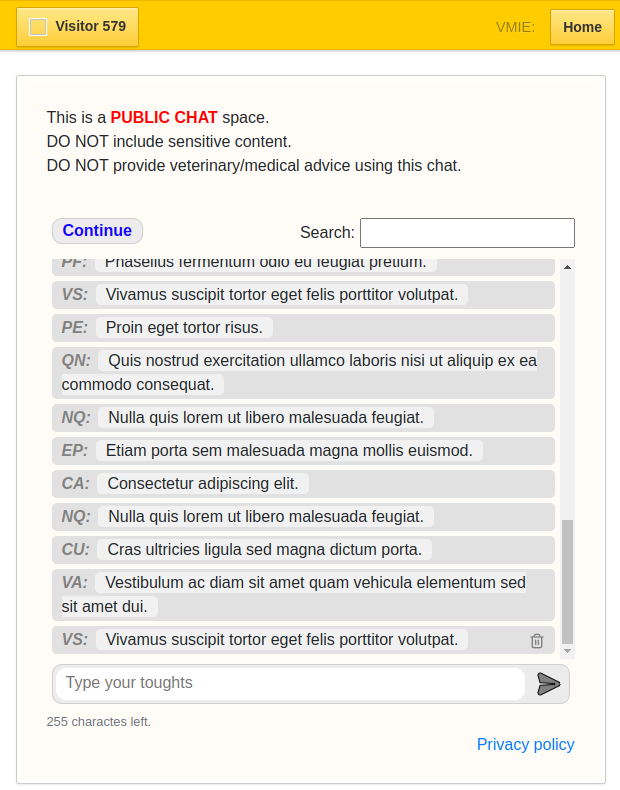 Visitor 579
VMIE:
Home
This is a PUBLIC CHAT space.
DO NOT include sensitive content.
DO NOT provide veterinary/medical advice using this chat.
Continue
Search:
PF: Phasellus fermentum odio eu feugiat pretium.
VS: Vivamus suscipit tortor eget felis porttitor volutpat.
PE: Proin eget tortor risus.
QN: Quis nostrud exercitation ullamco laboris nisi ut aliquip ex ea
commodo consequat.
NQ: Nulla quis lorem ut libero malesuada feugiat.
EP: Etiam porta sem malesuada magna mollis euismod.
CA: Consectetur adipiscing elit.
NQ: Nulla quis lorem ut libero malesuada feugiat.
CU: Cras ultricies ligula sed magna dictum porta.
VA: Vestibulum ac diam sit amet quam vehicula elementum sed
sit amet dui.
VS: Vivamus suscipit tortor eget felis porttitor volutpat.
Type your toughts
255 charactes left.
Privacy policy